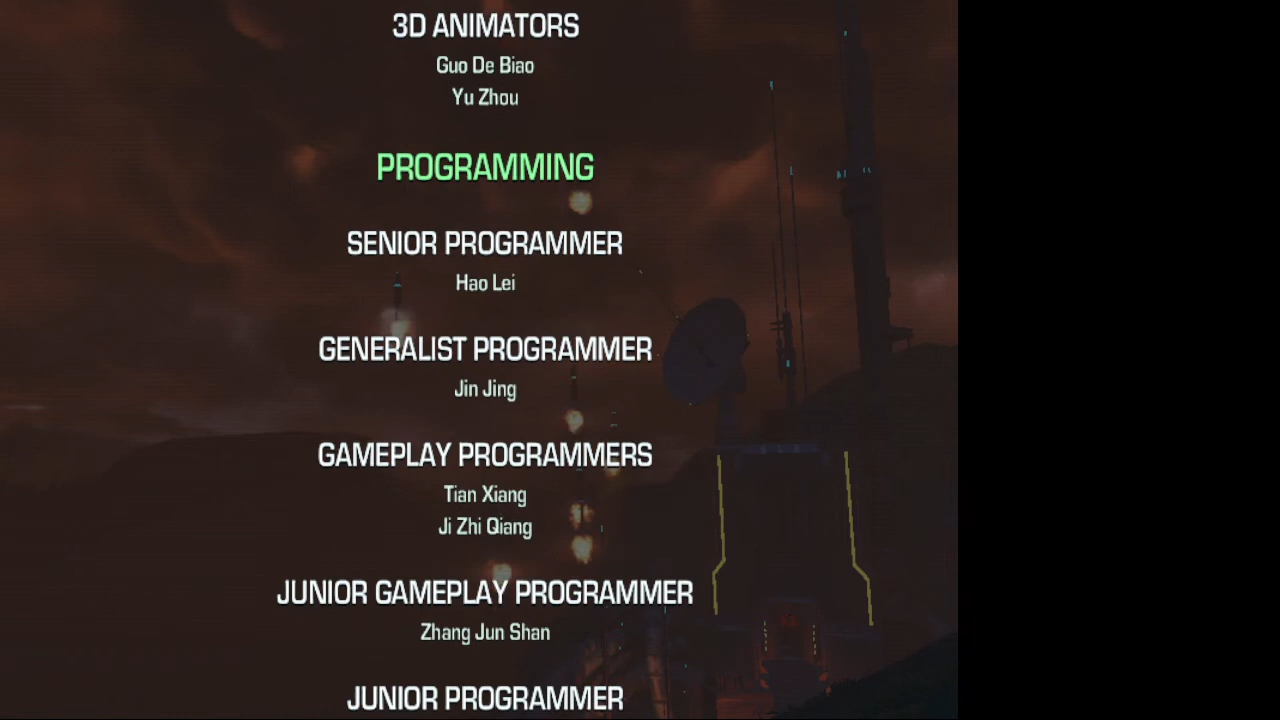 3D ANIMATORS
Guo De Biao
Yu Zhou
PROGRAMMING
SENIOR PROGRAMMER
Hao Lei
GENERALIST PROGRAMMER
Jin Jing
GAMEPLAY PROGRAMMERS
Tian Xiang
Ji Zhi Qiang
JUNIOR GAMEPLAY PROGRAMMER
Zhang Jun Shan
JUNIOR PROGRAMMER